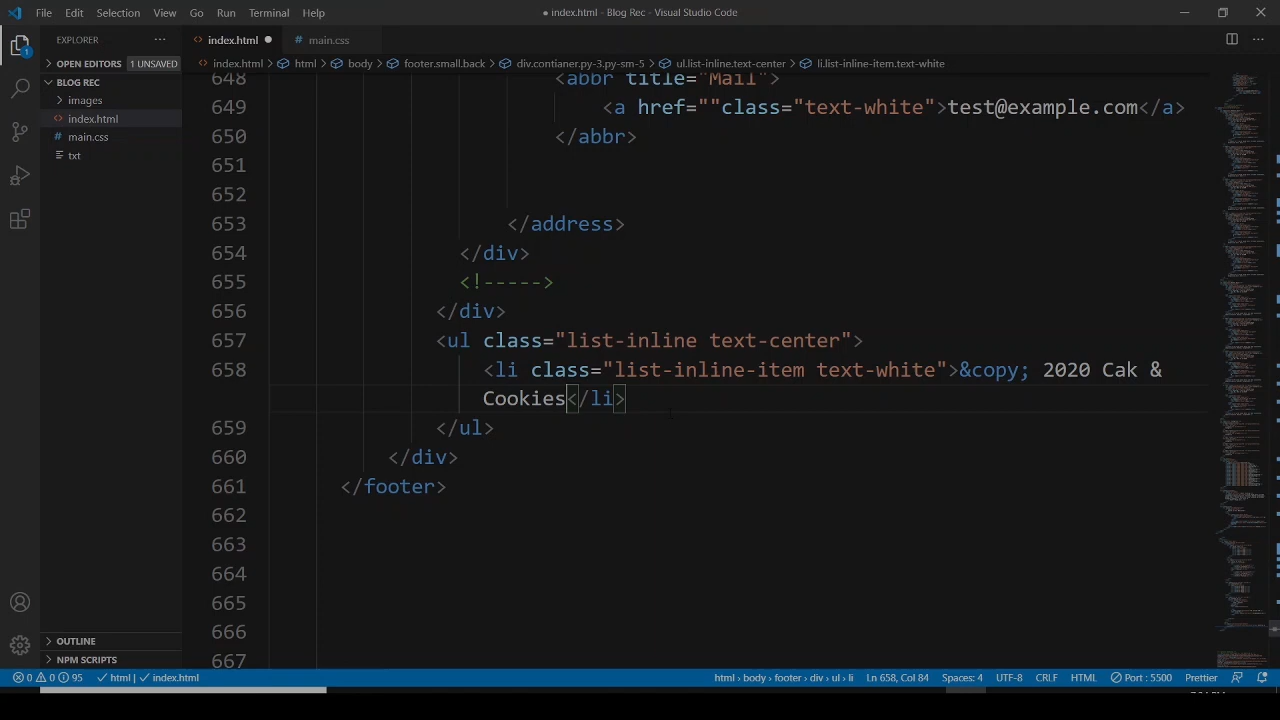 File Edit Selection View Go Run Terminal Help
● index.html - Blog Rec - Visual Studio Code
EXPLORER
index.html
main.css
OPEN EDITORS 1 UNSAVED
index.html > html > body > footer.small.back > div.contianer.py-3.py-sm-5 > ul.list-inline.text-center > li.list-inline-item.text-white
BLOG REC
images
index.html
main.css
txt
648 <abbr title="Mail">
649 <a href=""class="text-white">test@example.com</a>
650 </abbr>
651
652
653 </address>
654 </div>
655 <!----->
656 </div>
657 <ul class="list-inline text-center">
658 <li class="list-inline-item text-white">&copy; 2020 Cak &
Cookies</li>
659 </ul>
660 </div>
661 </footer>
662
663
664
665
666
667
OUTLINE
NPM SCRIPTS
0 0 95 html | index.html
html > body > footer > div > ul > li Ln 658, Col 84 Spaces: 4 UTF-8 CRLF HTML Port : 5500 Prettier